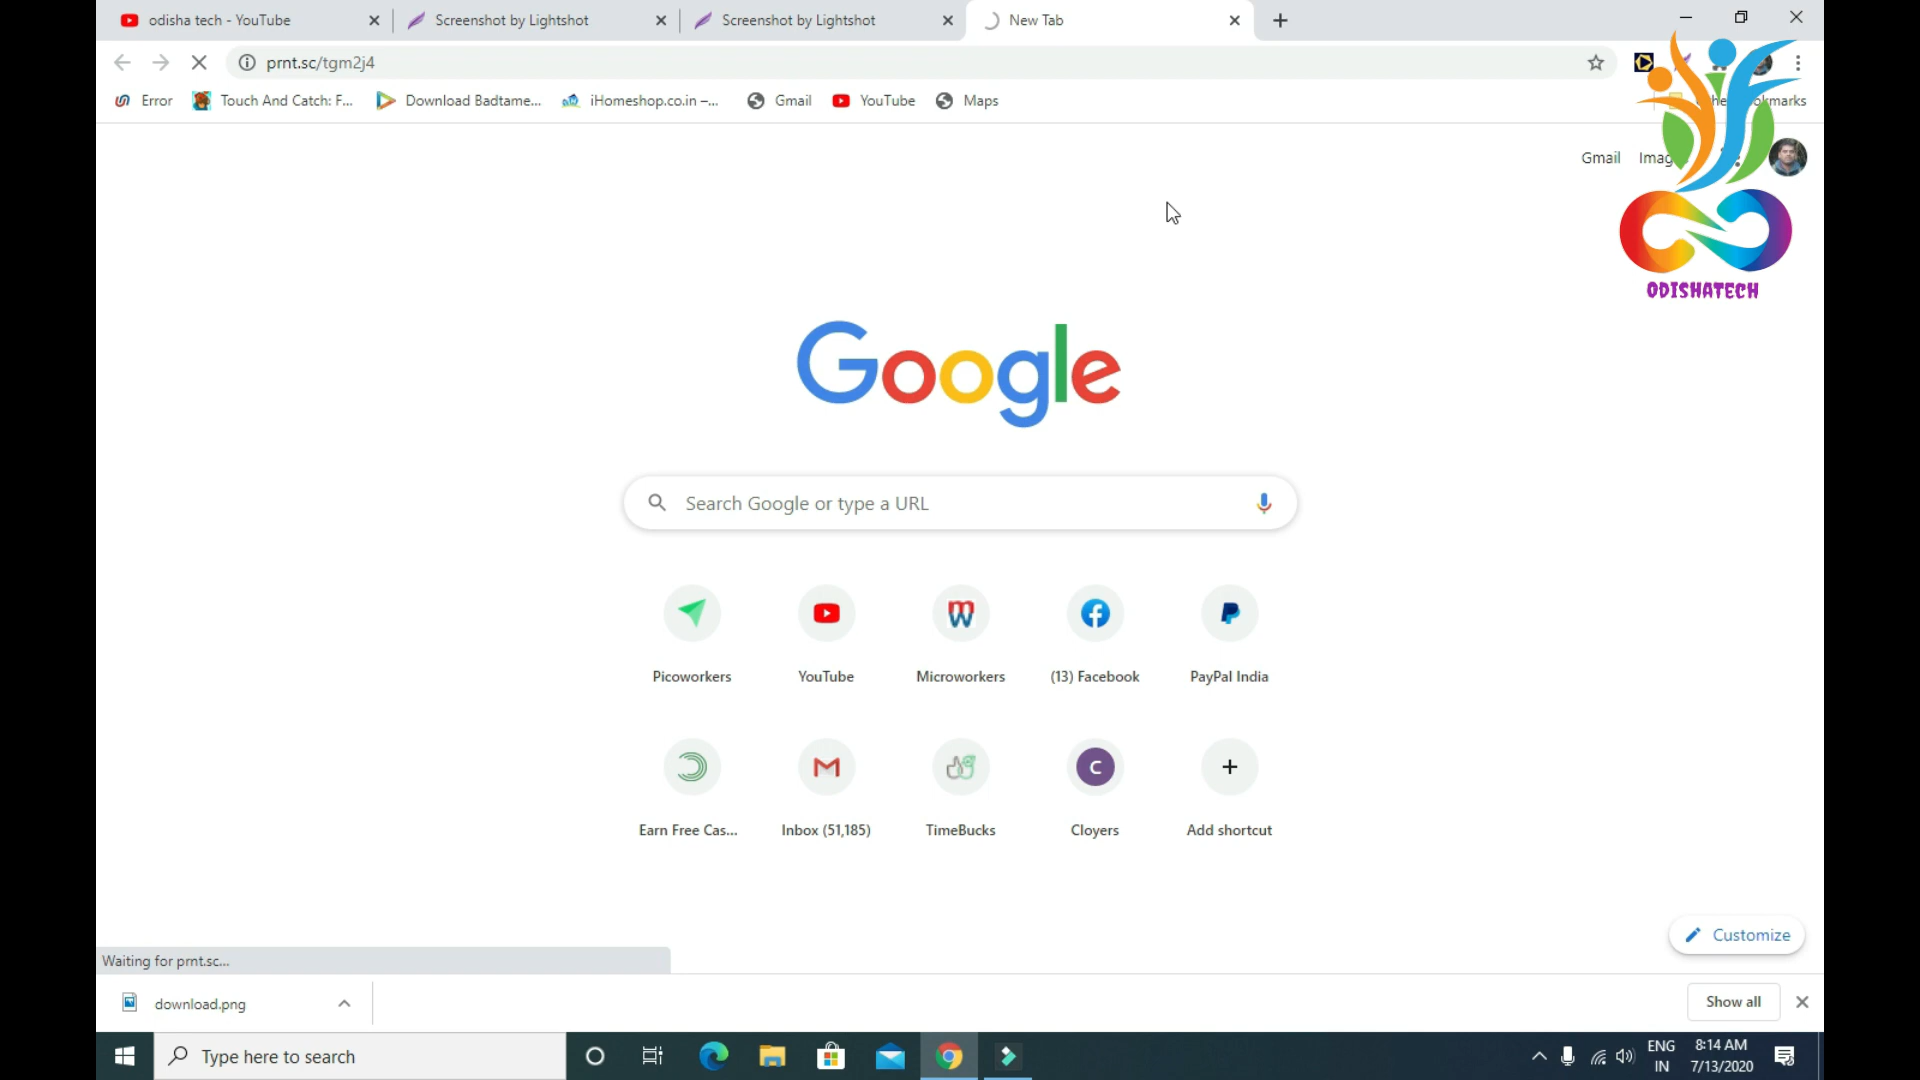 odisha tech - YouTube
Screenshot by Lightshot
Screenshot by Lightshot
New Tab
prnt.sc/tgm2j4
Error
Touch And Catch: F...
Download Badtame...
iHomeshop.co.in –...
Gmail
YouTube
Maps
Gmail
ODISHATECH
Google
Search Google or type a URL
Picoworkers
YouTube
Microworkers
(13) Facebook
PayPal India
Earn Free Cas...
Inbox (51,185)
TimeBucks
C
Cloyers
Add shortcut
Customize
Waiting for prnt.sc...
download.png
Show all
Type here to search
ENG
IN
8:14 AM
7/13/2020